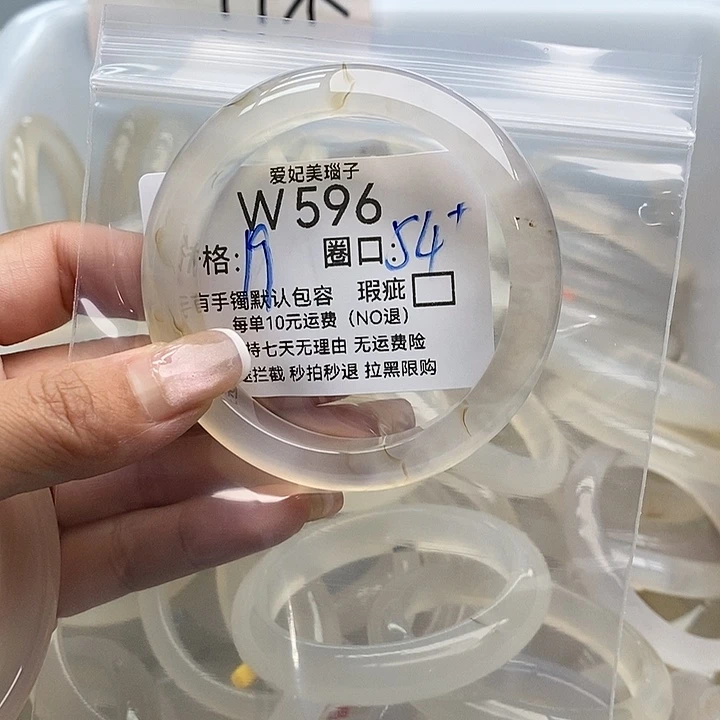 爱妃美瑙子
W 596
格: 圈口:54+
有手镯默认包容 瑕疵
每单10元运费（NO退）
持七天无理由 无运费险
拦截 秒拍秒退 拉黑限购